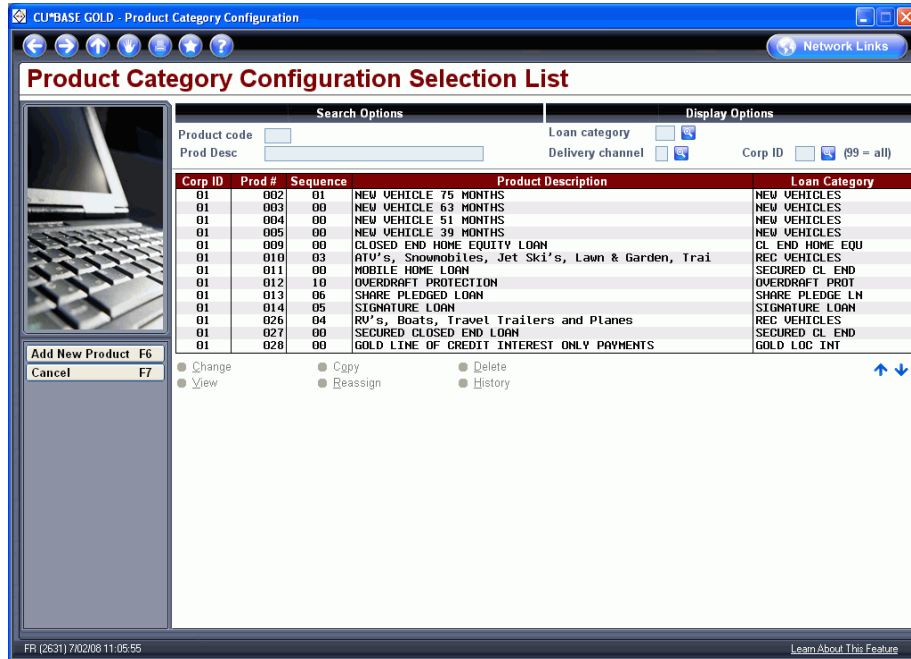 CU*BASE GOLD - Product Category Configuration
Network Links
Product Category Configuration Selection List
Search Options Display Options
Product code Loan category
Prod Desc Delivery channel Corp ID (99 = all)
Corp ID Prod # Sequence Product Description Loan Category
01 002 01 NEW VEHICLE 75 MONTHS NEW VEHICLES
01 003 00 NEW VEHICLE 63 MONTHS NEW VEHICLES
01 004 00 NEW VEHICLE 51 MONTHS NEW VEHICLES
01 005 00 NEW VEHICLE 39 MONTHS NEW VEHICLES
01 009 00 CLOSED END HOME EQUITY LOAN CL END HOME EQU
01 010 03 ATV's, Snowmobiles, Jet Ski's, Lawn & Garden, Trai REC VEHICLES
01 011 00 MOBILE HOME LOAN SECURED CL END
01 012 10 OVERDRAFT PROTECTION OVERDRAFT PROT
01 013 06 SHARE PLEDGED LOAN SHARE PLEDGE LN
01 014 05 SIGNATURE LOAN SIGNATURE LOAN
01 026 04 RV's, Boats, Travel Trailers and Planes REC VEHICLES
01 027 00 SECURED CLOSED END LOAN SECURED CL END
01 028 00 GOLD LINE OF CREDIT INTEREST ONLY PAYMENTS GOLD LOC INT
Add New Product F6
Cancel F7
Change Copy Delete
View Reassign History
FR (2631) 7/02/08 11:05:55
Learn About This Feature